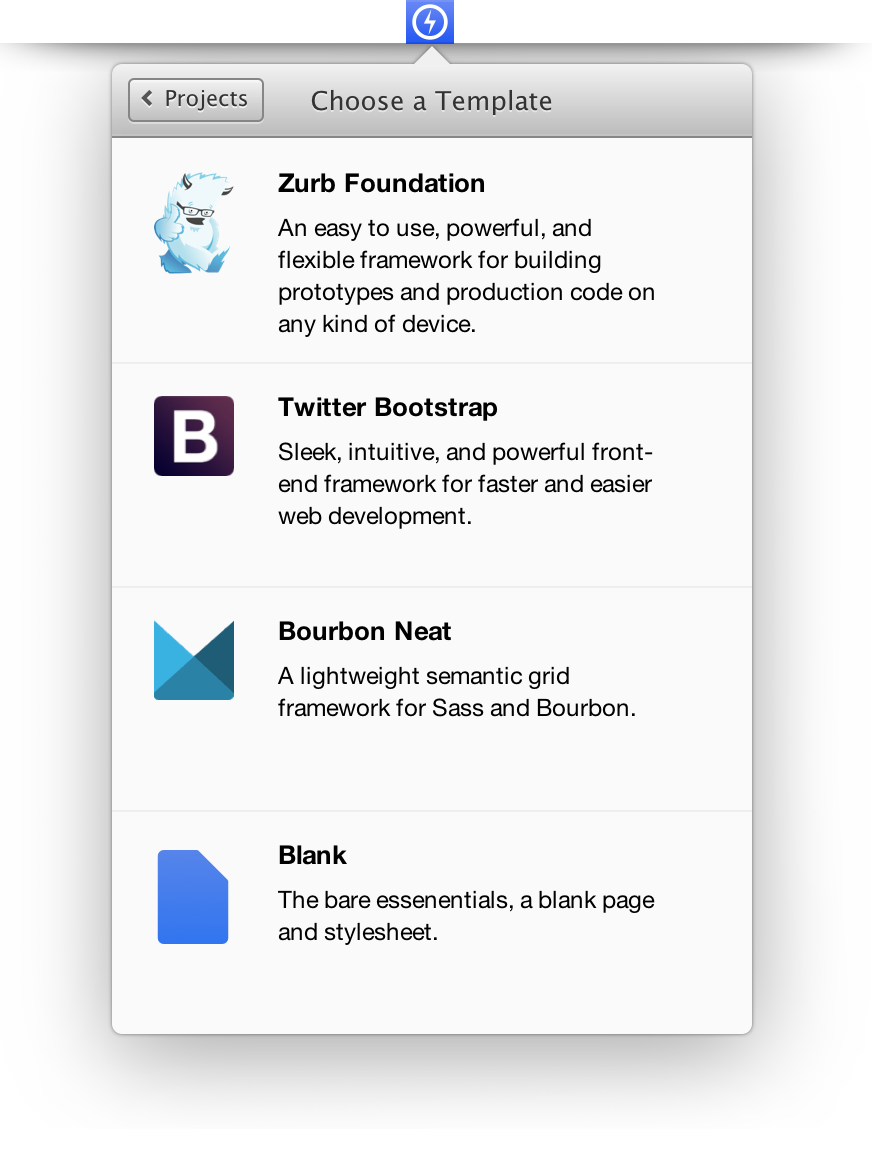 Projects
Choose a Template
Zurb Foundation
An easy to use, powerful, and
flexible framework for building
prototypes and production code on
any kind of device.
B
Twitter Bootstrap
Sleek, intuitive, and powerful front-
end framework for faster and easier
web development.
Bourbon Neat
A lightweight semantic grid
framework for Sass and Bourbon.
Blank
The bare essenentials, a blank page
and stylesheet.